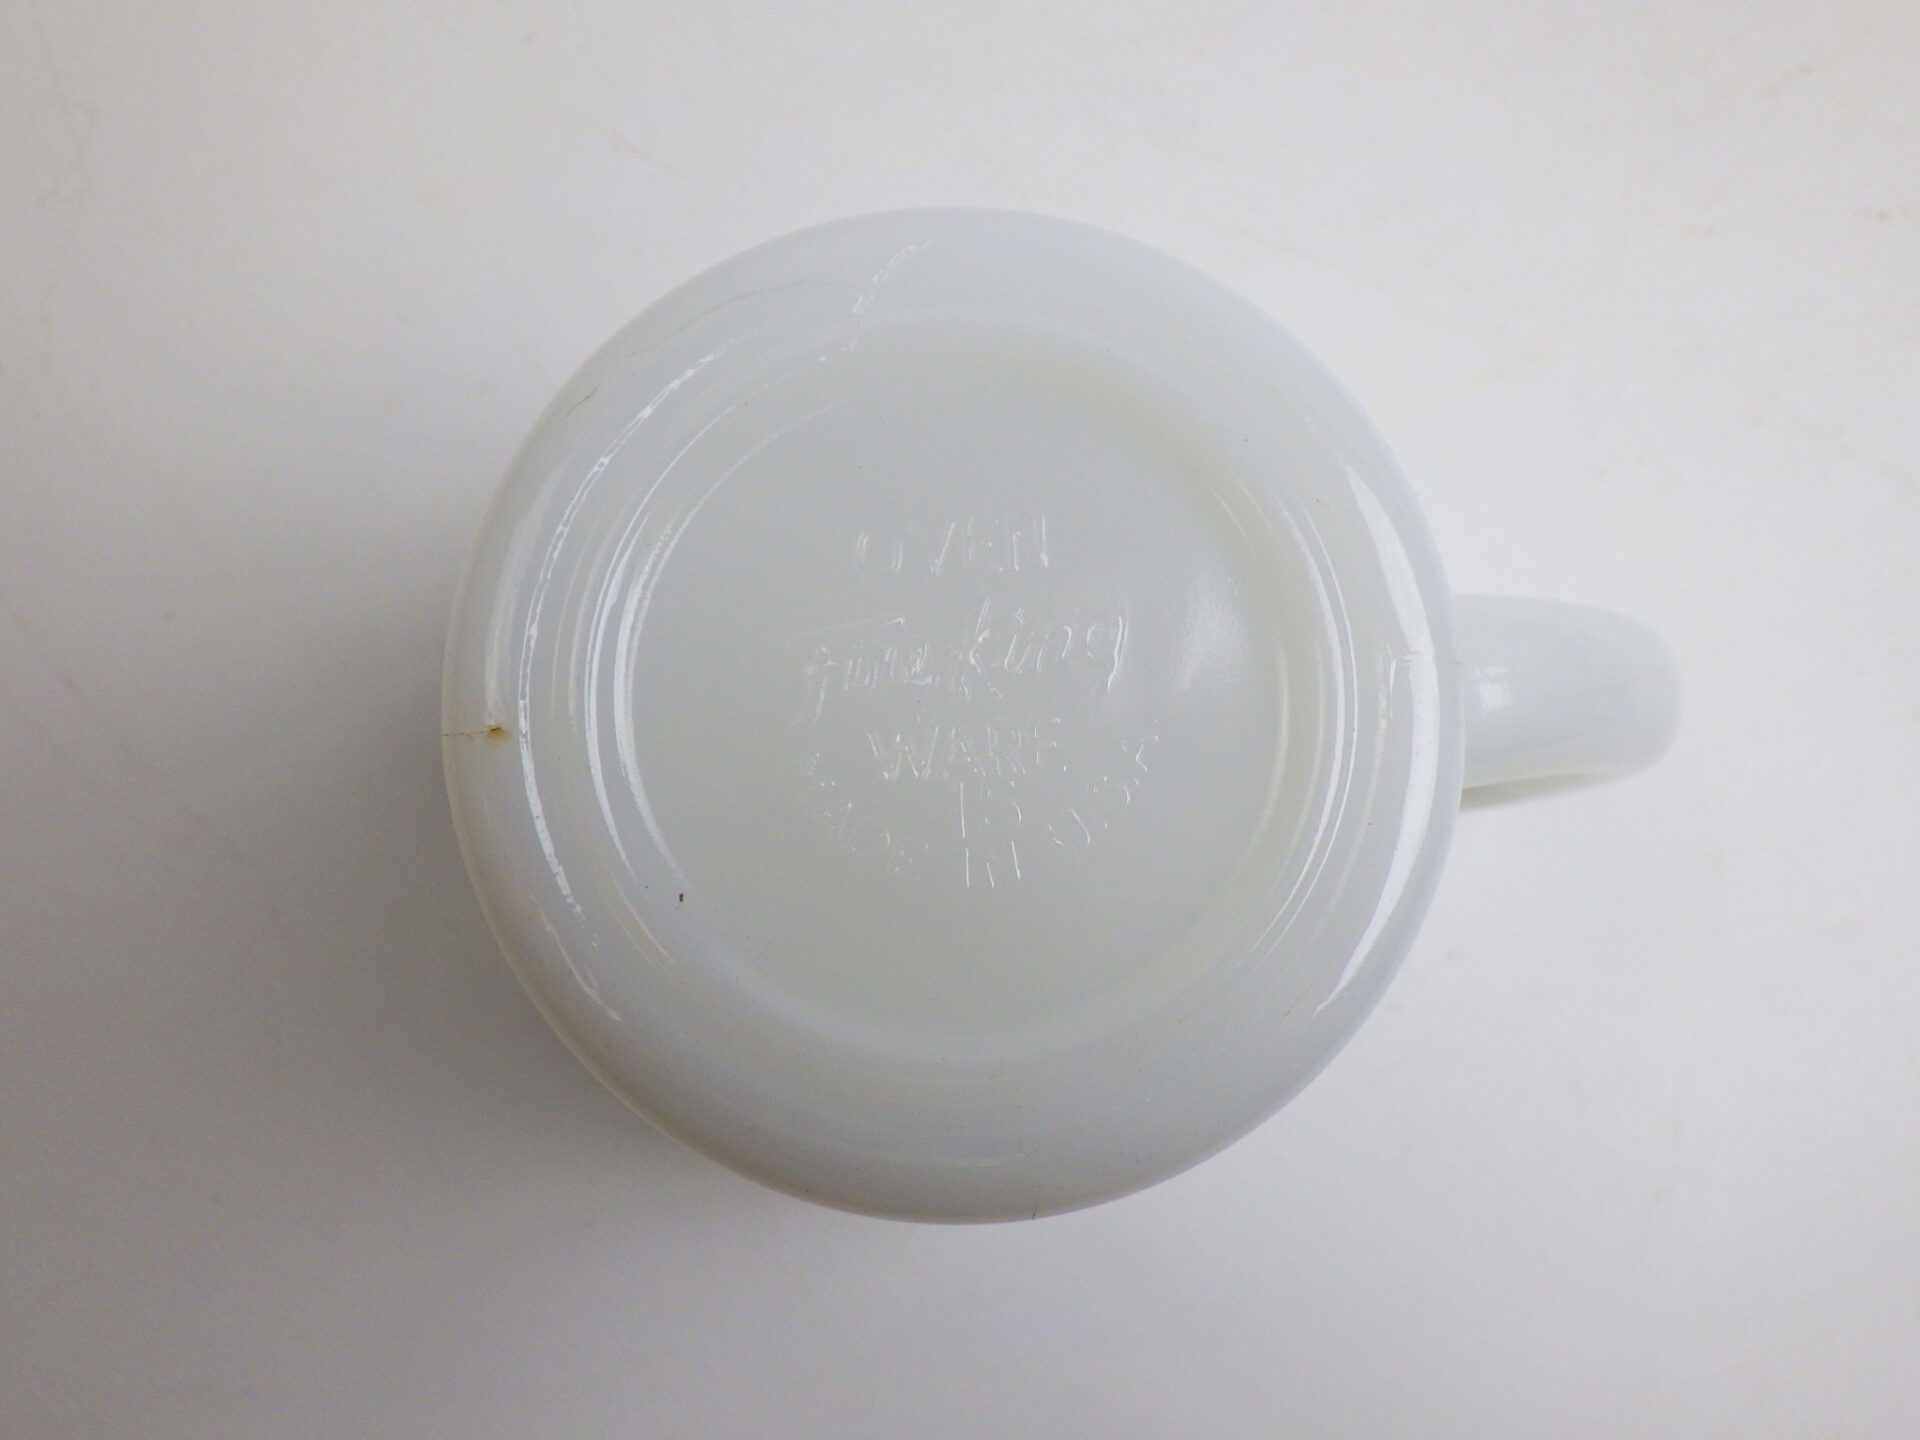 OVEN
Fire-King
WARE
15
MADE IN U.S.A.